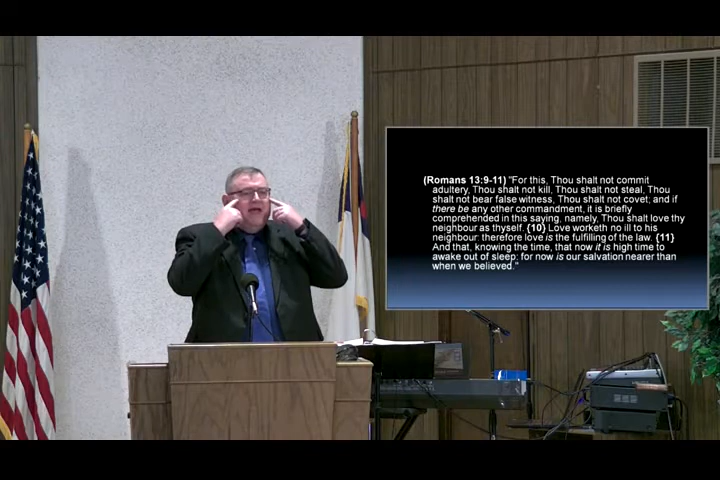 (Romans 13:9-11) "For this, Thou shalt not commit
adultery, Thou shalt not kill, Thou shalt not steal, Thou
shalt not bear false witness, Thou shalt not covet; and if
there be any other commandment, it is briefly
comprehended in this saying, namely, Thou shalt love thy
neighbour as thyself. {10} Love worketh no ill to his
neighbour: therefore love is the fulfilling of the law. {11}
And that, knowing the time, that now it is high time to
awake out of sleep: for now is our salvation nearer than
when we believed."